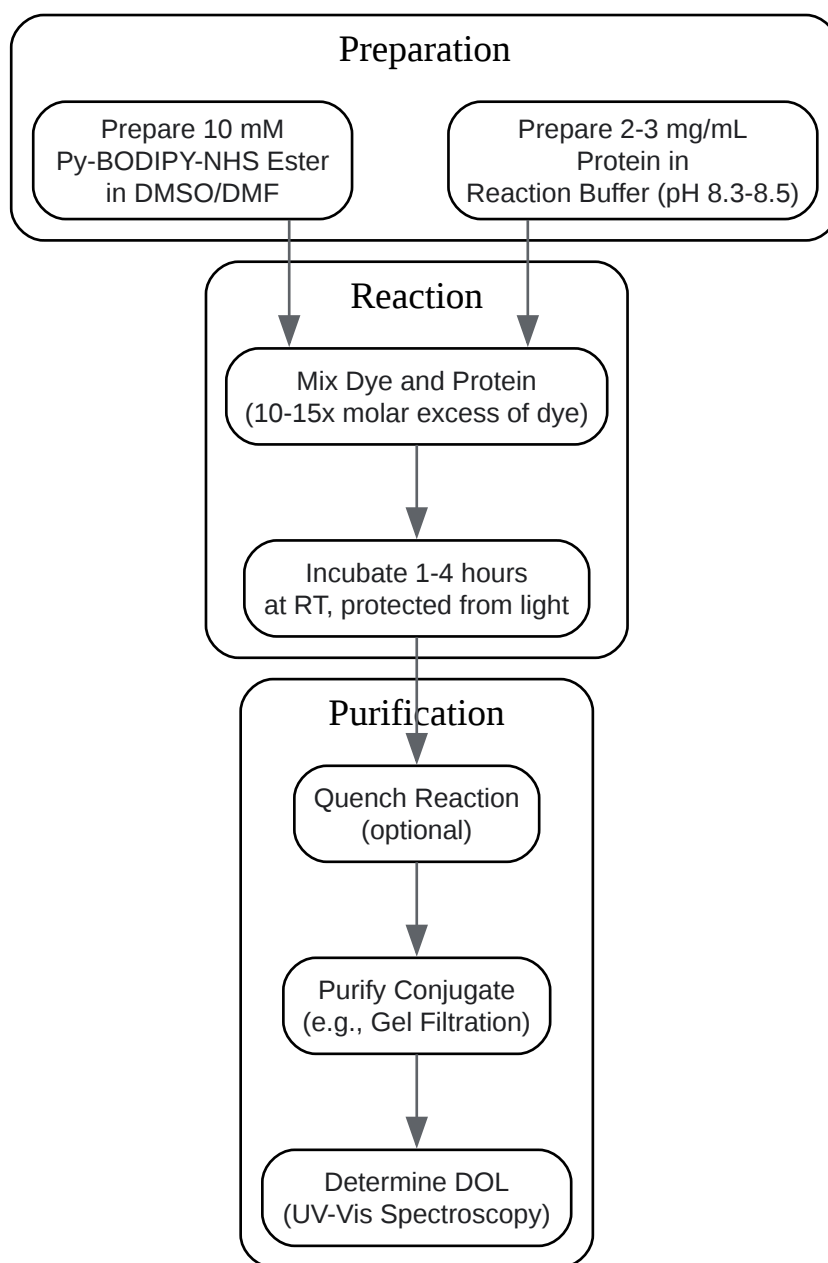 Preparation
Prepare 10 mM
Py-BODIPY-NHS Ester
in DMSO/DMF
Prepare 2-3 mg/mL
Protein in
Reaction Buffer (pH 8.3-8.5)
Reaction
Mix Dye and Protein
(10-15x molar excess of dye)
Incubate 1-4 hours
at RT, protected from light
Purification
Quench Reaction
(optional)
Purify Conjugate
(e.g., Gel Filtration)
Determine DOL
(UV-Vis Spectroscopy)